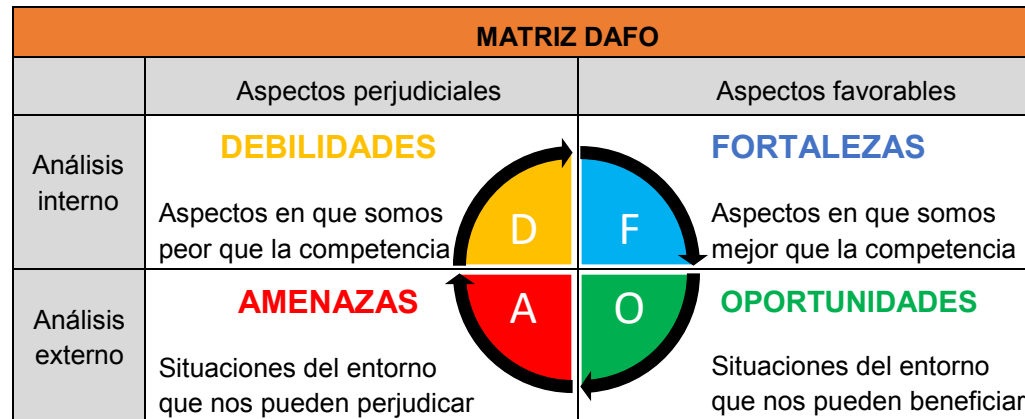 MATRIZ DAFO
Aspectos perjudiciales
Aspectos favorables
Análisis
interno
DEBILIDADES
Aspectos en que somos
peor que la competencia
D
F
FORTALEZAS
Aspectos en que somos
mejor que la competencia
Análisis
externo
AMENAZAS
Situaciones del entorno
que nos pueden perjudicar
A
O
OPORTUNIDADES
Situaciones del entorno
que nos pueden beneficiar